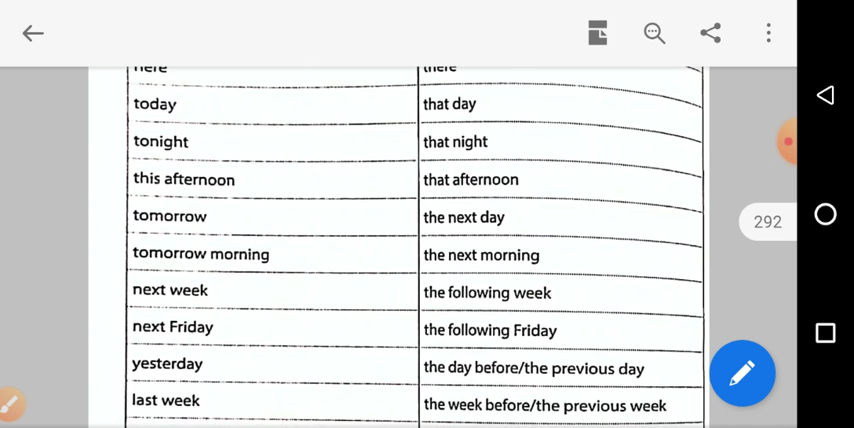 here there
today that day
tonight that night
this afternoon that afternoon
tomorrow the next day
292
tomorrow morning the next morning
next week the following week
next Friday the following Friday
yesterday the day before/the previous day
last week the week before/the previous week